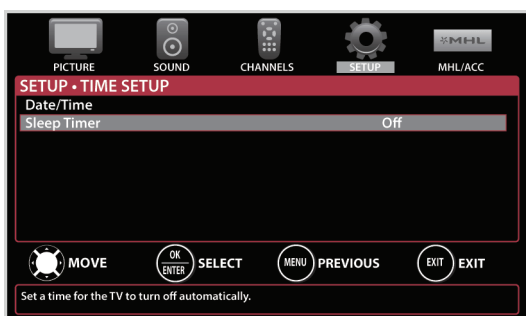 PICTURE SOUND CHANNELS SETUP MHL MHL/ACC
SETUP • TIME SETUP
Date/Time
Sleep Timer Off
MOVE OK ENTER SELECT MENU PREVIOUS EXIT EXIT
Set a time for the TV to turn off automatically.